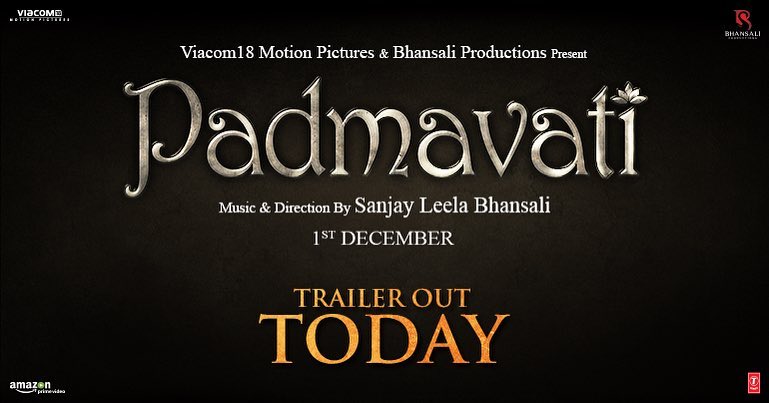 VIACOM18
MOTION PICTURES
BHANSALI
PRODUCTIONS
Viacom18 Motion Pictures & Bhansali Productions Present
Padmavati
Music & Direction By Sanjay Leela Bhansali
1ST DECEMBER
TRAILER OUT
TODAY
amazon
prime video
T